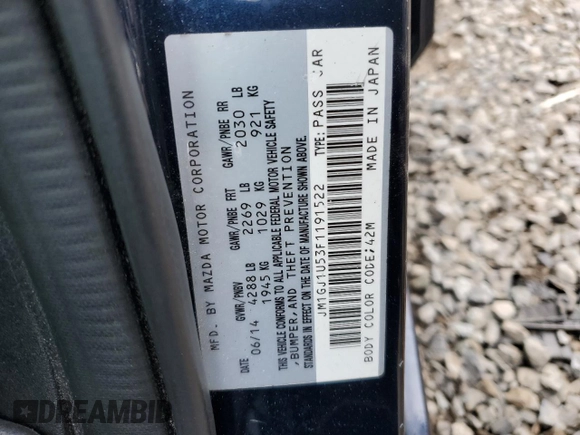 MFD. BY MAZDA MOTOR CORPORATION
GVWR/PNBV GAWR/PNBE FRT GAWR/PNBE RR
DATE 06/14 4288 LB 2269 LB 2030 LB
1945 KG 1029 KG 921 KG
THIS VEHICLE CONFORMS TO ALL APPLICABLE FEDERAL MOTOR VEHICLE SAFETY
,BUMPER,AND THEFT PREVENTION
STANDARDS IN EFFECT ON THE DATE OF MANUFACTURE SHOWN ABOVE.
JM1GJ1U53F1191522 TYPE: PASS CAR
BODY COLOR CODE:42M MADE IN JAPAN
DREAMBID